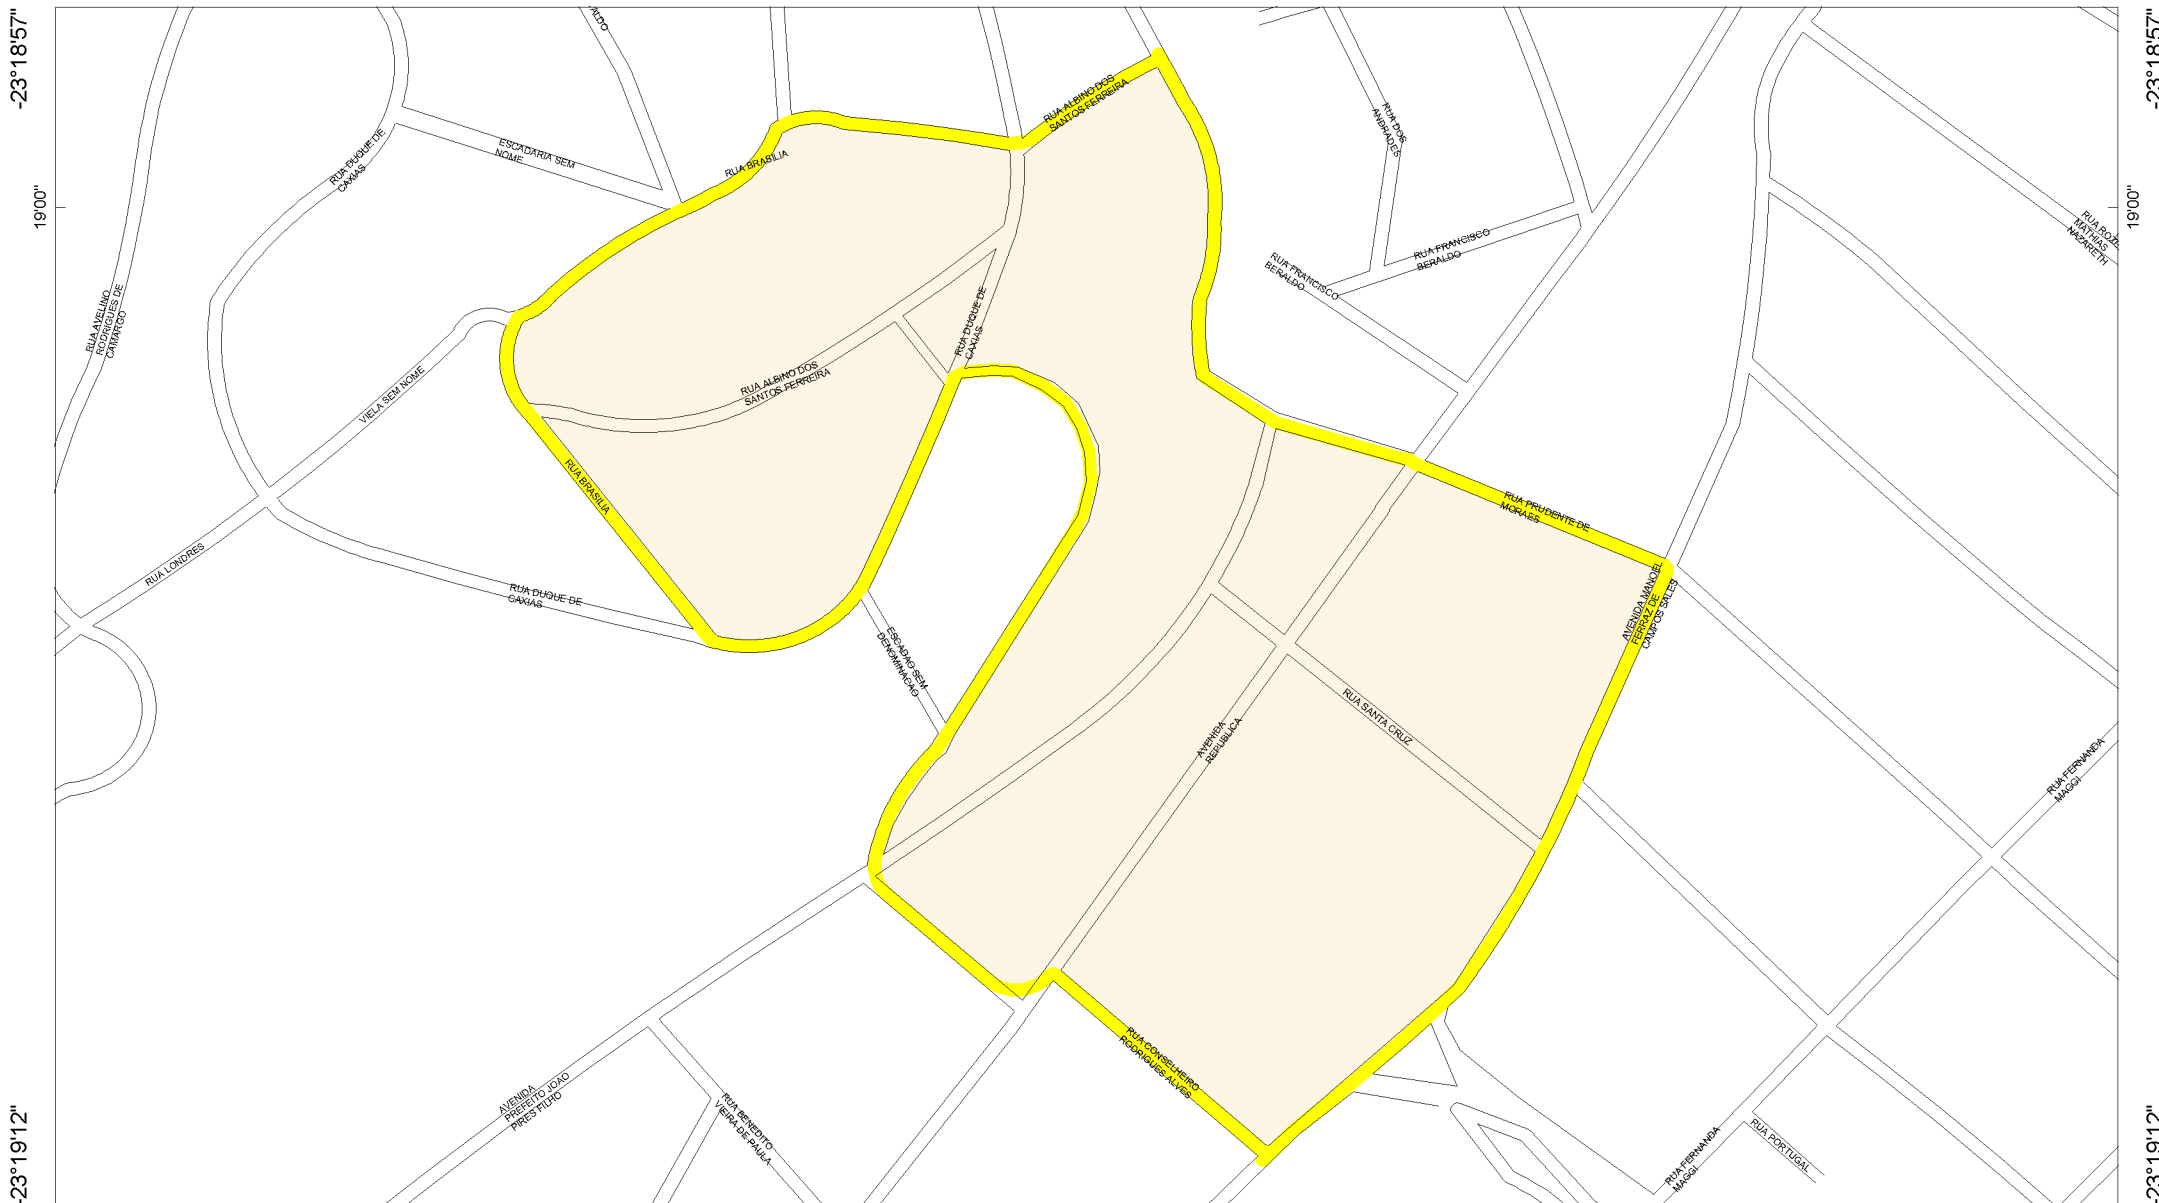 -23°18'57"
-23°18'57"
ALDO
RUA ALBINO DOS
SANTOS FERREIRA
RUA DOS
ANDRADES
RUA DUQUE DE
CAXIAS
ESCADARIA SEM
NOME
RUA BRASILIA
19'00"
19'00"
MATHIAS
NAZARETH
RUA FRANCISCO
BERALDO
RUA FRANCISCO
BERALDO
RUA AVELINO
RODRIGUES DE
CAMARGO
RUA DUQUE DE
CAXIAS
VIELA SEM NOME
RUA ALBINO DOS
SANTOS FERREIRA
RUA BRASILIA
RUA PRUDENTE DE
MORAES
RUA LONDRES
RUA DUQUE DE
CAXIAS
AVENIDA MANOEL
FERRAZ DE
CAMPOS SALES
ESCADAO SEM
DENOMINACAO
RUA SANTA CRUZ
AVENIDA
REPUBLICA
RUA FERNANDA
MAGGI
RUA CONSELHEIRO
RODRIGUES ALVES
AVENIDA
PREFEITO JOAO
PIRES FILHO
RUA BENEDITO
VIEIRA DE PAULA
RUA FERNANDA
MAGGI
RUA PORTUGAL
-23°19'12"
-23°19'12"